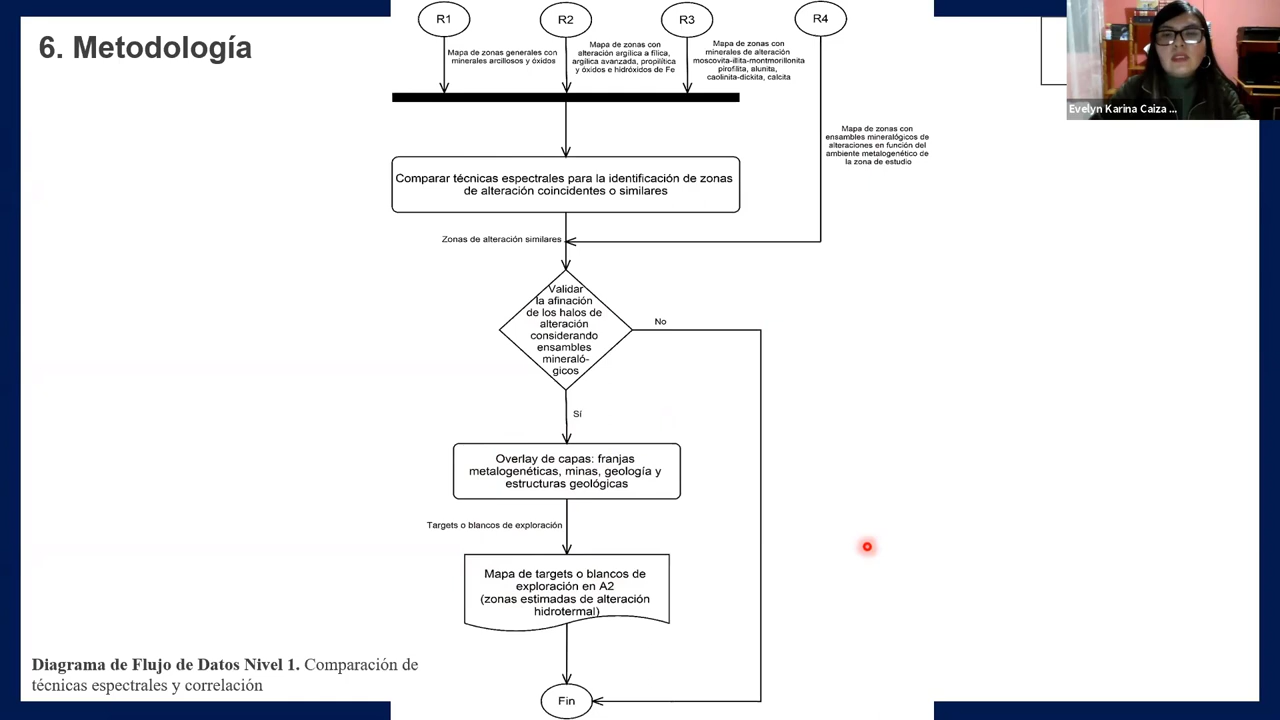 6. Metodología
R1
R2
R3
R4
Mapa de zonas generales con
minerales arcillosos y óxidos
Mapa de zonas con
alteración argílica a fílica,
argílica avanzada, propilítica
y óxidos e hidróxidos de Fe
Mapa de zonas con
minerales de alteración
moscovita-illita-montmorillonita
pirofilita, alunita,
caolinita-dickita, calcita
Evelyn Karina Caiza ...
Mapa de zonas con
ensambles mineralógicos de
alteraciones en función del
ambiente metalogenético de
la zona de estudio
Comparar técnicas espectrales para la identificación de zonas
de alteración coincidentes o similares
Zonas de alteración similares
Validar
la afinación
de los halos de
alteración
considerando
ensambles
mineraló-
gicos
No
Sí
Overlay de capas: franjas
metalogenéticas, minas, geología y
estructuras geológicas
Targets o blancos de exploración
Mapa de targets o blancos de
exploración en A2
(zonas estimadas de alteración
hidrotermal)
Diagrama de Flujo de Datos Nivel 1. Comparación de
técnicas espectrales y correlación
Fin